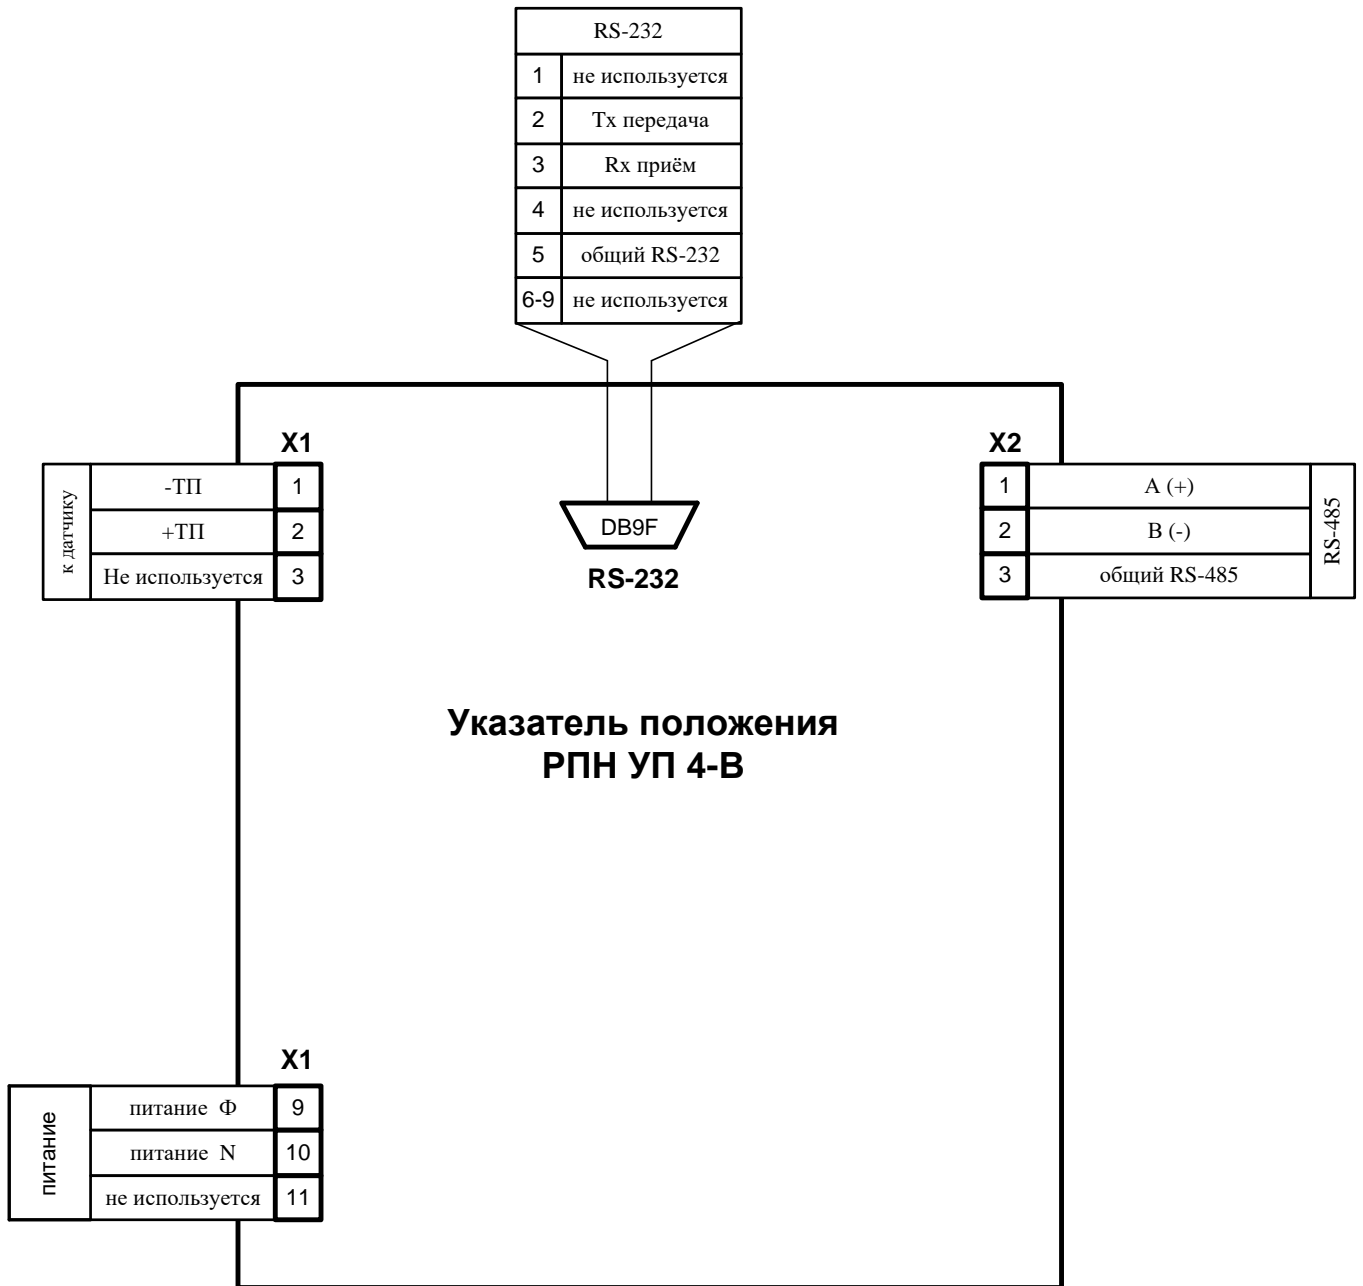 RS-232
1 не используется
2 Tx передача
3 Rx приём
4 не используется
5 общий RS-232
6-9 не используется
X1
к датчику
-ТП 1
+ТП 2
Не используется 3
DB9F
RS-232
X2
1 A (+)
2 B (-)
3 общий RS-485
RS-485
Указатель положения
РПН УП 4-В
X1
питание
питание Ф 9
питание N 10
не используется 11